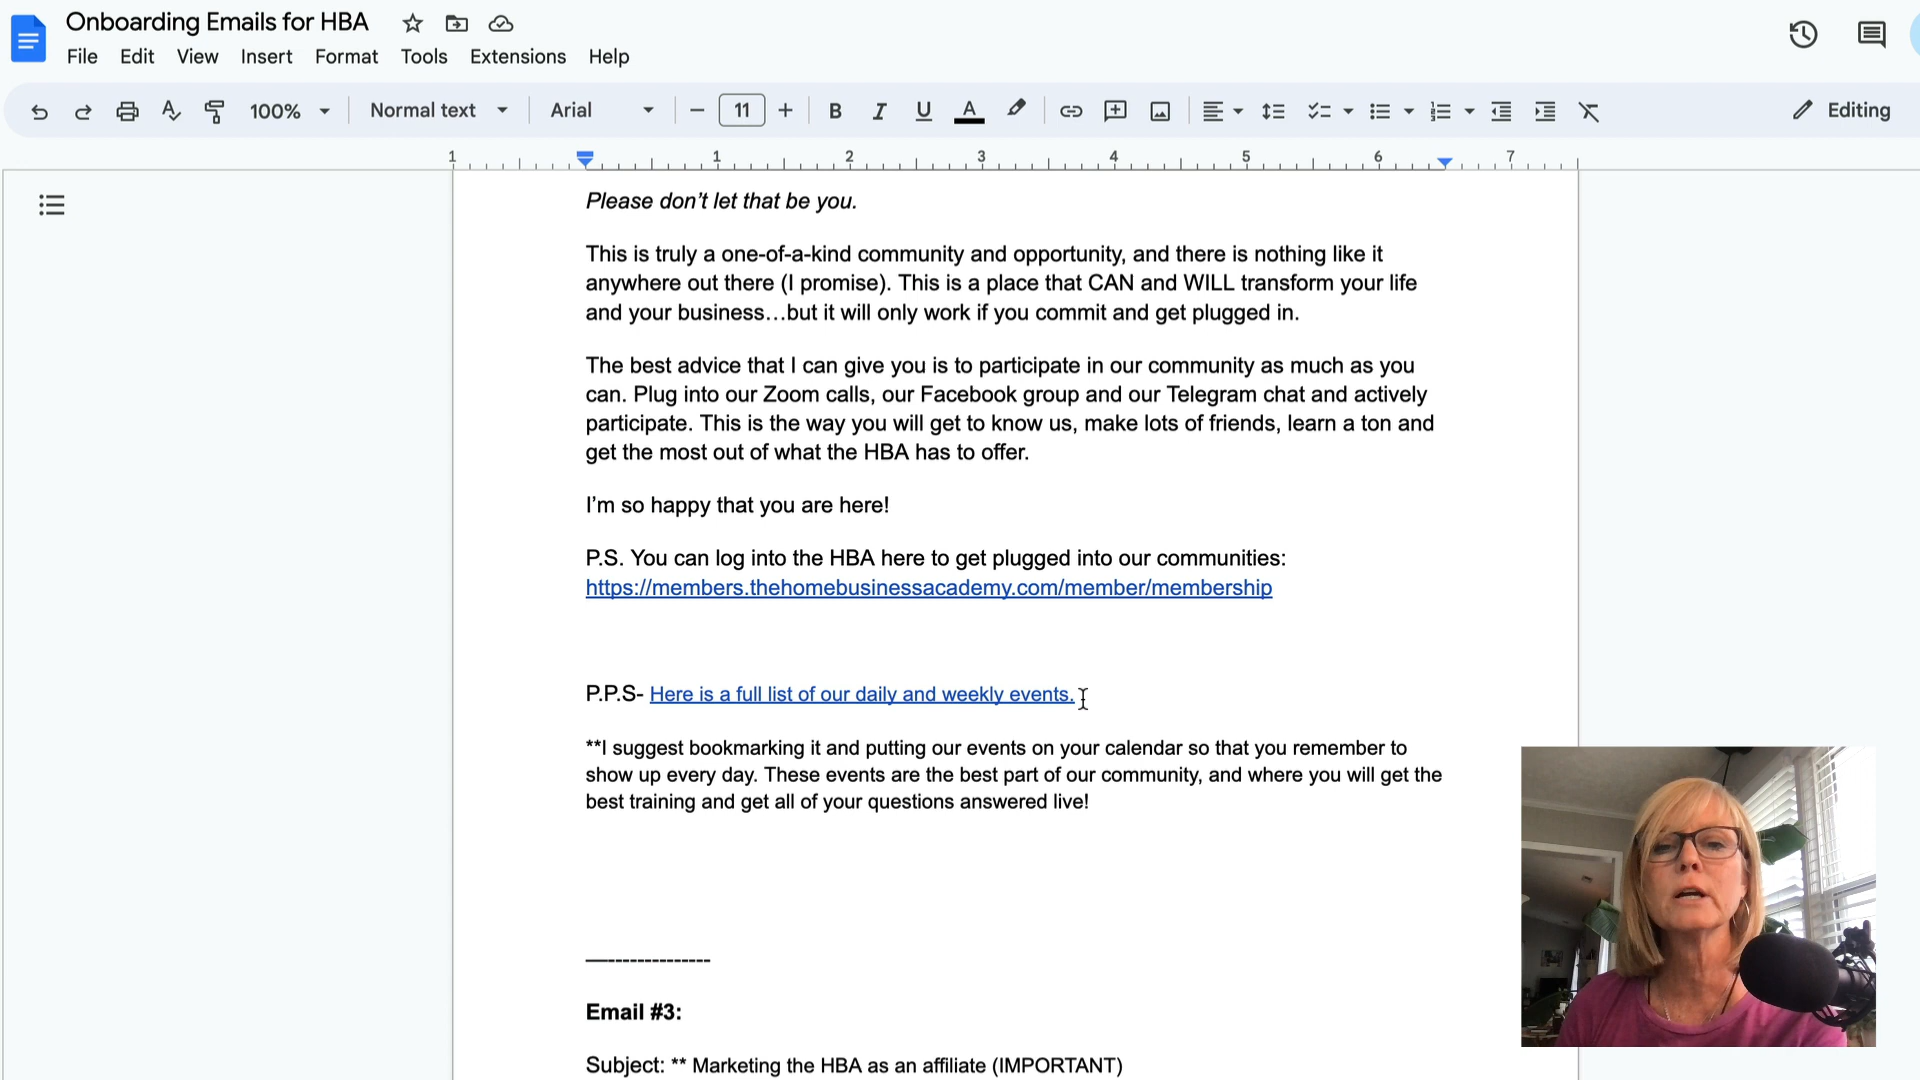 Onboarding Emails for HBA
File Edit View Insert Format Tools Extensions Help
100% Normal text Arial 11 B I U A Editing
1 1 2 3 4 5 6 7
Please don't let that be you.
This is truly a one-of-a-kind community and opportunity, and there is nothing like it
anywhere out there (I promise). This is a place that CAN and WILL transform your life
and your business…but it will only work if you commit and get plugged in.
The best advice that I can give you is to participate in our community as much as you
can. Plug into our Zoom calls, our Facebook group and our Telegram chat and actively
participate. This is the way you will get to know us, make lots of friends, learn a ton and
get the most out of what the HBA has to offer.
I'm so happy that you are here!
P.S. You can log into the HBA here to get plugged into our communities:
https://members.thehomebusinessacademy.com/member/membership
P.P.S- Here is a full list of our daily and weekly events.
**I suggest bookmarking it and putting our events on your calendar so that you remember to
show up every day. These events are the best part of our community, and where you will get the
best training and get all of your questions answered live!
—--------------
Email #3:
Subject: ** Marketing the HBA as an affiliate (IMPORTANT)